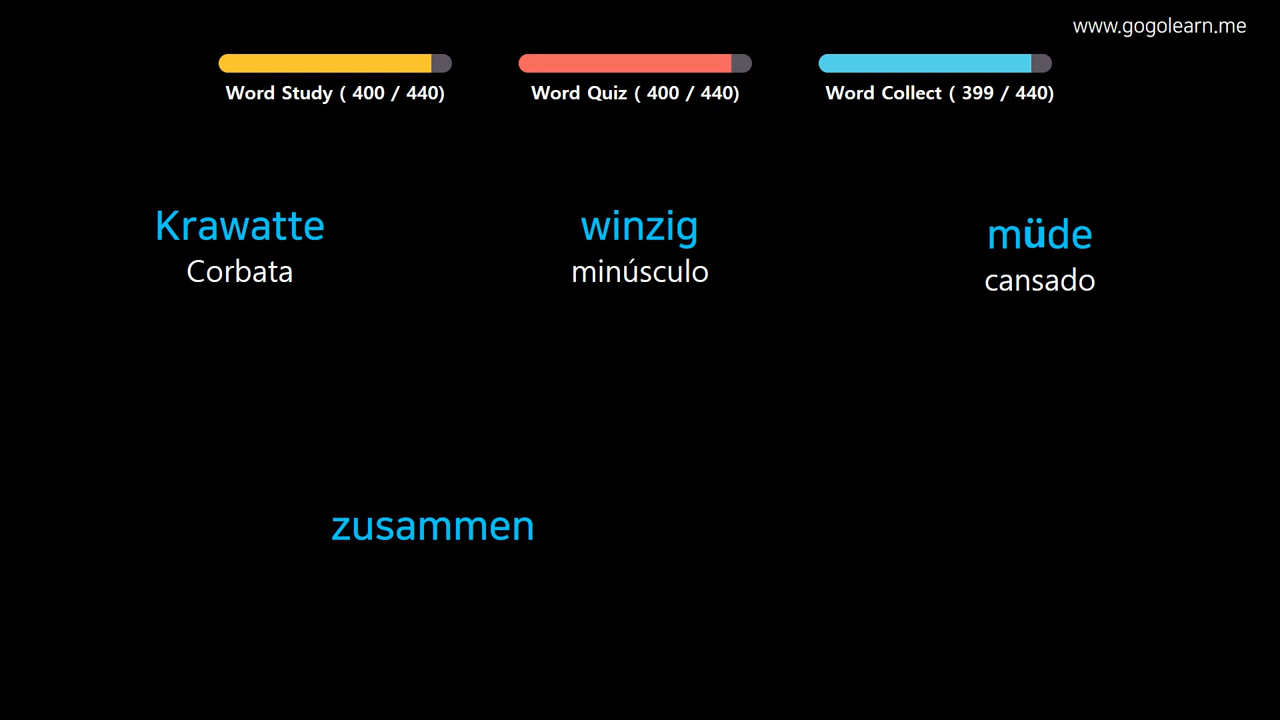 www.gogolearn.me
Word Study ( 400 / 440)
Word Quiz ( 400 / 440)
Word Collect ( 399 / 440)
Krawatte
Corbata
winzig
minúsculo
müde
cansado
zusammen